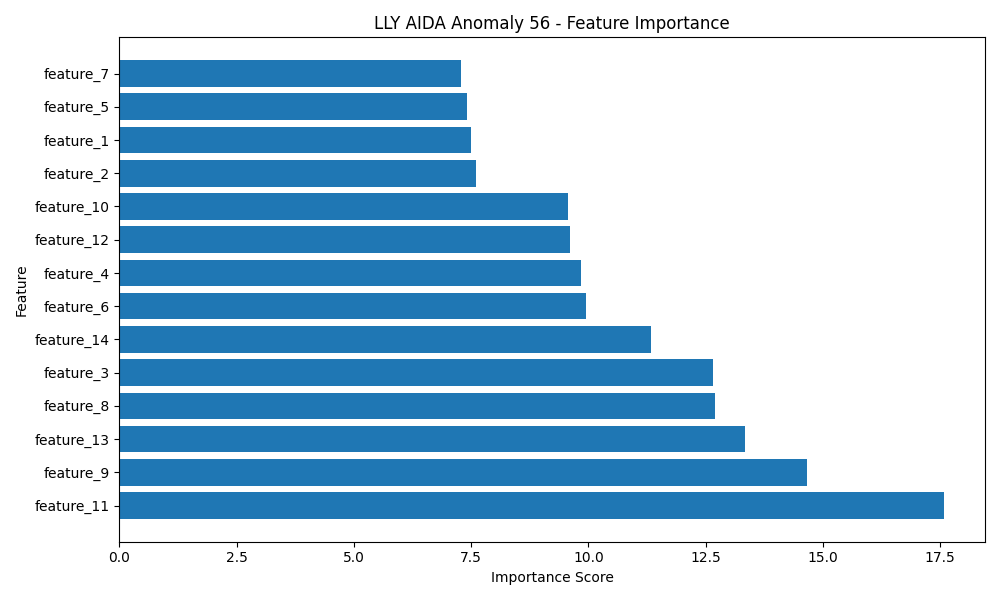 LLY AIDA Anomaly 56 - Feature Importance
Feature
feature_7
feature_5
feature_1
feature_2
feature_10
feature_12
feature_4
feature_6
feature_14
feature_3
feature_8
feature_13
feature_9
feature_11
0.0 2.5 5.0 7.5 10.0 12.5 15.0 17.5
Importance Score